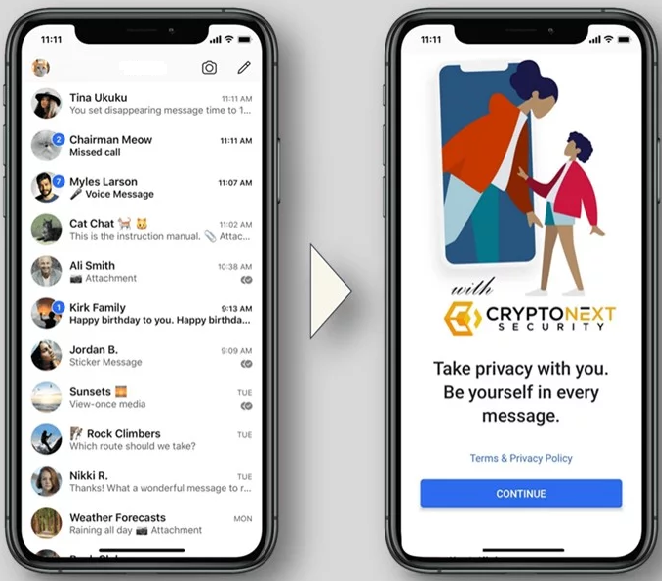 11:11
Tina Ukuku 11:11 AM
You set disappearing message time to 1...
2 Chairman Meow 11:11 AM
Missed call
7 Myles Larson 11:07 AM
Voice Message
Cat Chat 🐈 🐱 11:02 AM
This is the instruction manual. 📎 Attac...
Ali Smith 10:38 AM
📷 Attachment
1 Kirk Family 9:13 AM
Happy birthday to you. Happy birthda...
Jordan B. 9:09 AM
Sticker Message
Sunsets 🌅 TUE
View-once media
🧗 Rock Climbers TUE
Which route should we take?
Nikki R. TUE
Thanks! What a wonderful message to r...
Weather Forecasts MON
Raining all day 📷 Attachment
11:11
with
CRYPTONEXT
SECURITY
Take privacy with you.
Be yourself in every
message.
Terms & Privacy Policy
CONTINUE